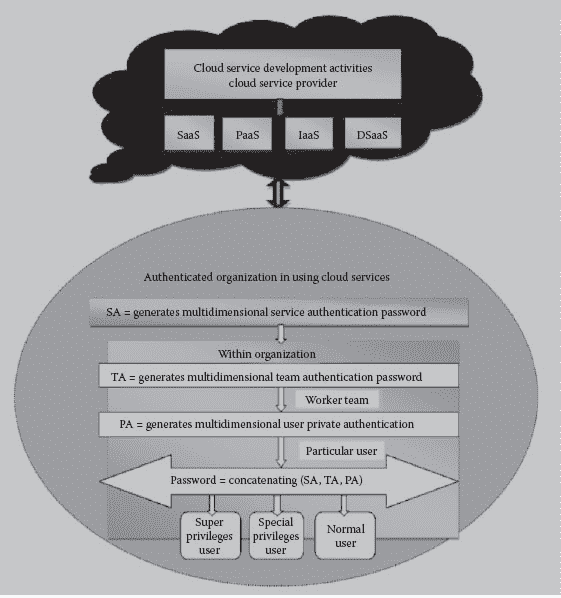 Cloud service development activities
cloud service provider
SaaS
PaaS
IaaS
DSaaS
Authenticated organization in using cloud services
SA = generates multidimensional service authentication password
Within organization
TA = generates multidimensional team authentication password
Worker team
PA = generates multidimensional user private authentication
Particular user
Password = concatenating (SA, TA, PA)
Super
privileges
user
Special
privileges
user
Normal
user